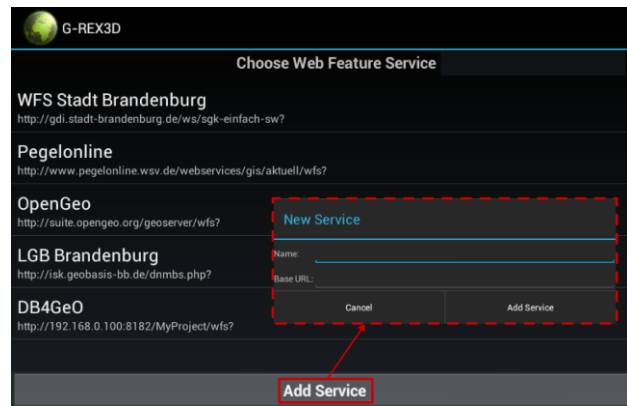 G-REX3D
Choose Web Feature Service
WFS Stadt Brandenburg
http://gdi.stadt-brandenburg.de/ws/sgk-einfach-sw?
Pegelonline
http://www.pegelonline.wsv.de/webservices/gis/aktuell/wfs?
OpenGeo
http://suite.opengeo.org/geoserver/wfs?
LGB Brandenburg
http://isk.geobasis-bb.de/dnmbs.php?
DB4GeO
http://192.168.0.100:8182/MyProject/wfs?
New Service
Name:
Base URL:
Cancel Add Service
Add Service